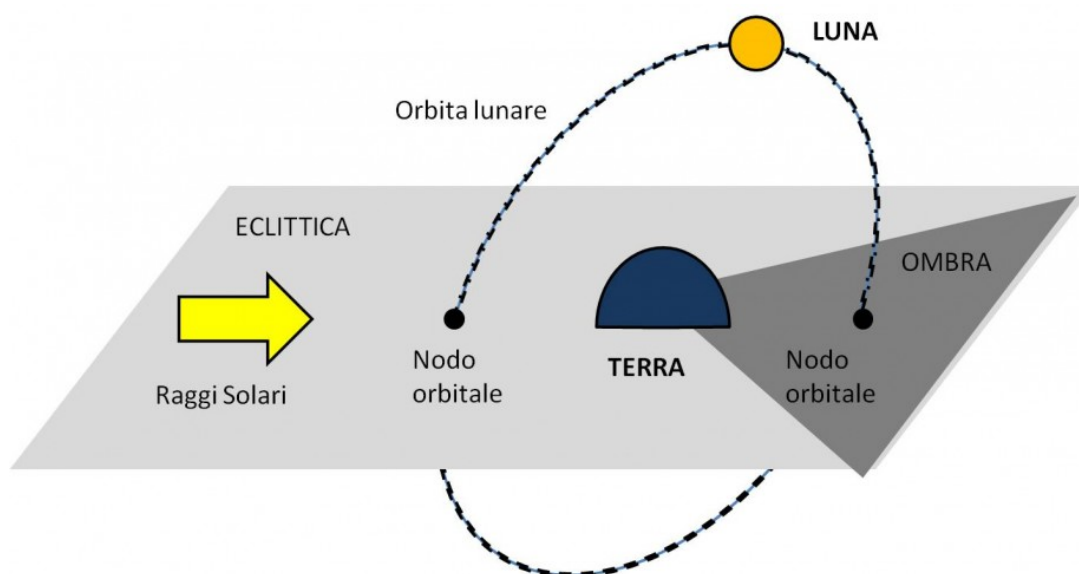 LUNA
Orbita lunare
ECLITTICA
OMBRA
Raggi Solari
Nodo
orbitale
TERRA
Nodo
orbitale